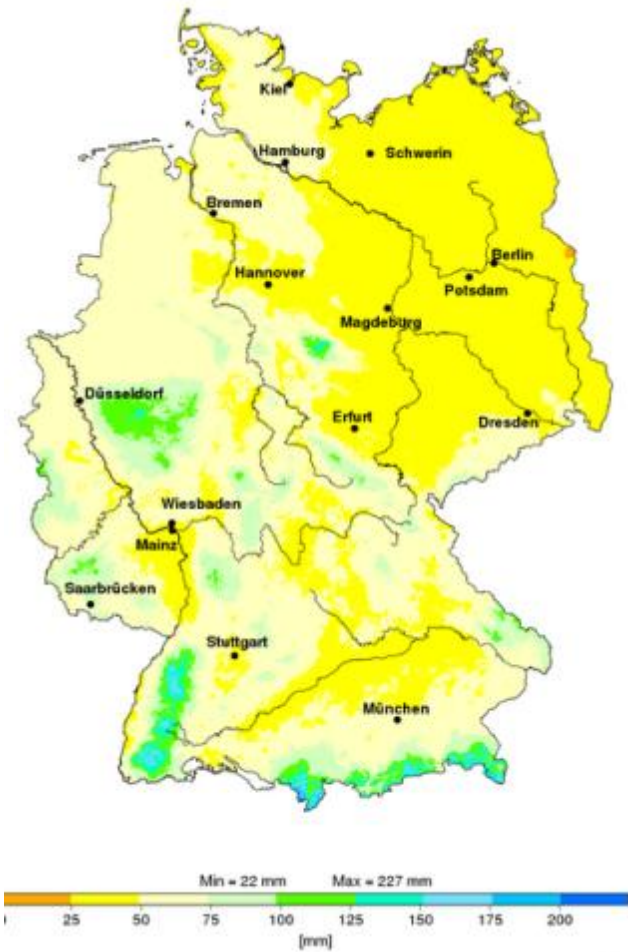 Kiel
Hamburg
Schwerin
Bremen
Berlin
Hannover
Potsdam
Magdeburg
Düsseldorf
Erfurt
Dresden
Wiesbaden
Mainz
Saarbrücken
Stuttgart
München
Min = 22 mm Max = 227 mm
0 25 50 75 100 125 150 175 200
[mm]